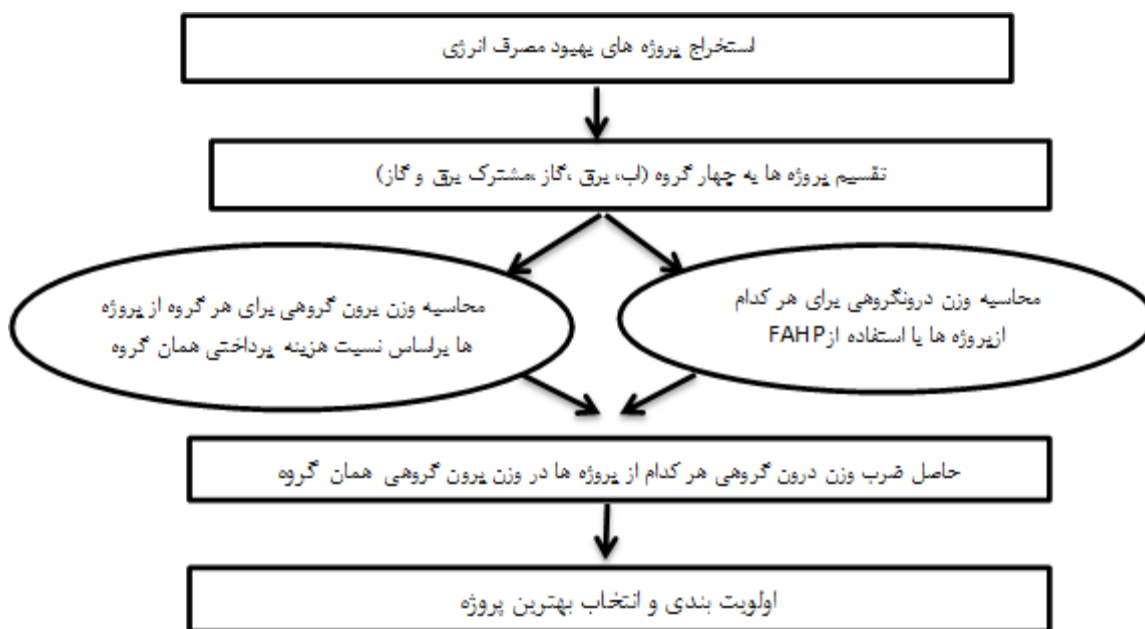 استخراج پروژه های بهبود مصرف انرژی
تقسیم پروژه ها به چهار گروه (اب، برق ،گاز ،مشترک برق و گاز)
محاسبه وزن درونگروهی برای هر کدام
ازپروژه ها با استفاده از FAHP
محاسبه وزن برون گروهی برای هر گروه از پروژه
ها براساس نسبت هزینه پرداختی همان گروه
حاصل ضرب وزن درون گروهی هر کدام از پروژه ها در وزن برون گروهی همان گروه
اولویت بندی و انتخاب بهترین پروژه